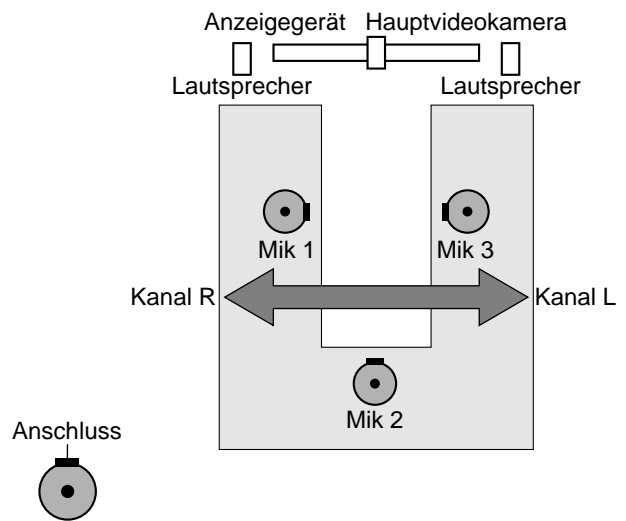 Anzeigegerät Hauptvideokamera
Lautsprecher Lautsprecher
Mik 1 Mik 3
Kanal R Kanal L
Mik 2
Anschluss